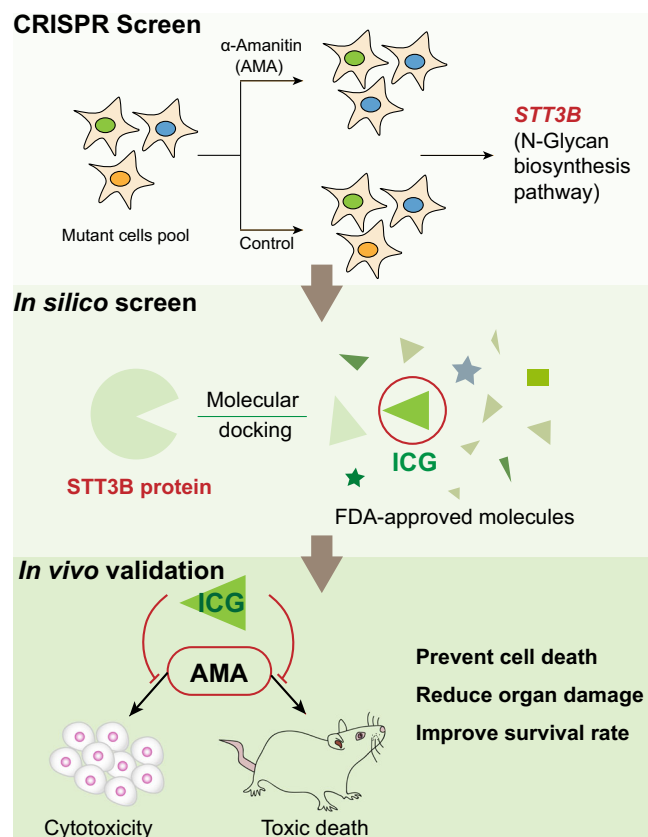 CRISPR Screen
α-Amanitin
(AMA)
Mutant cells pool
Control
STT3B
(N-Glycan
biosynthesis
pathway)
In silico screen
Molecular
docking
STT3B protein
ICG
FDA-approved molecules
In vivo validation
ICG
AMA
Cytotoxicity
Toxic death
Prevent cell death
Reduce organ damage
Improve survival rate